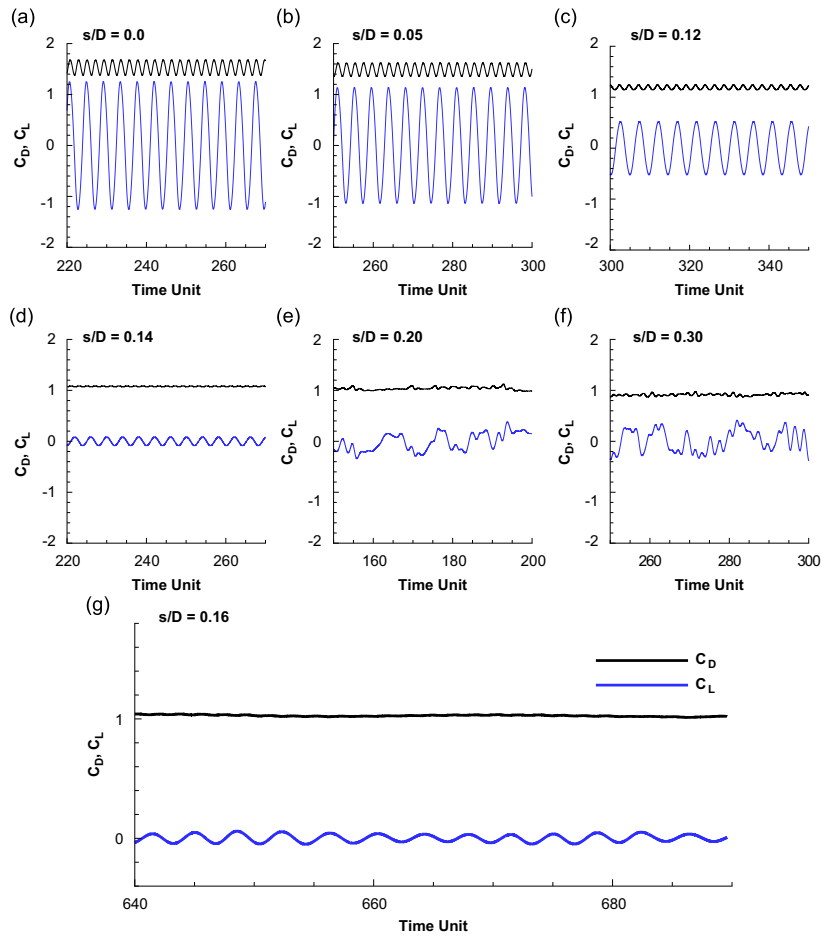 (a)
s/D = 0.0
2
1
0
-1
-2
C_D, C_L
220
240
260
Time Unit
(b)
s/D = 0.05
2
1
0
-1
-2
C_D, C_L
260
280
300
Time Unit
(c)
s/D = 0.12
2
1
0
-1
-2
C_D, C_L
300
320
340
Time Unit
(d)
s/D = 0.14
2
1
0
-1
-2
C_D, C_L
220
240
260
Time Unit
(e)
s/D = 0.20
2
1
0
-1
-2
C_D, C_L
160
180
200
Time Unit
(f)
s/D = 0.30
2
1
0
-1
-2
C_D, C_L
260
280
300
Time Unit
(g)
s/D = 0.16
C_D
C_L
1
0
C_D, C_L
640
660
680
Time Unit